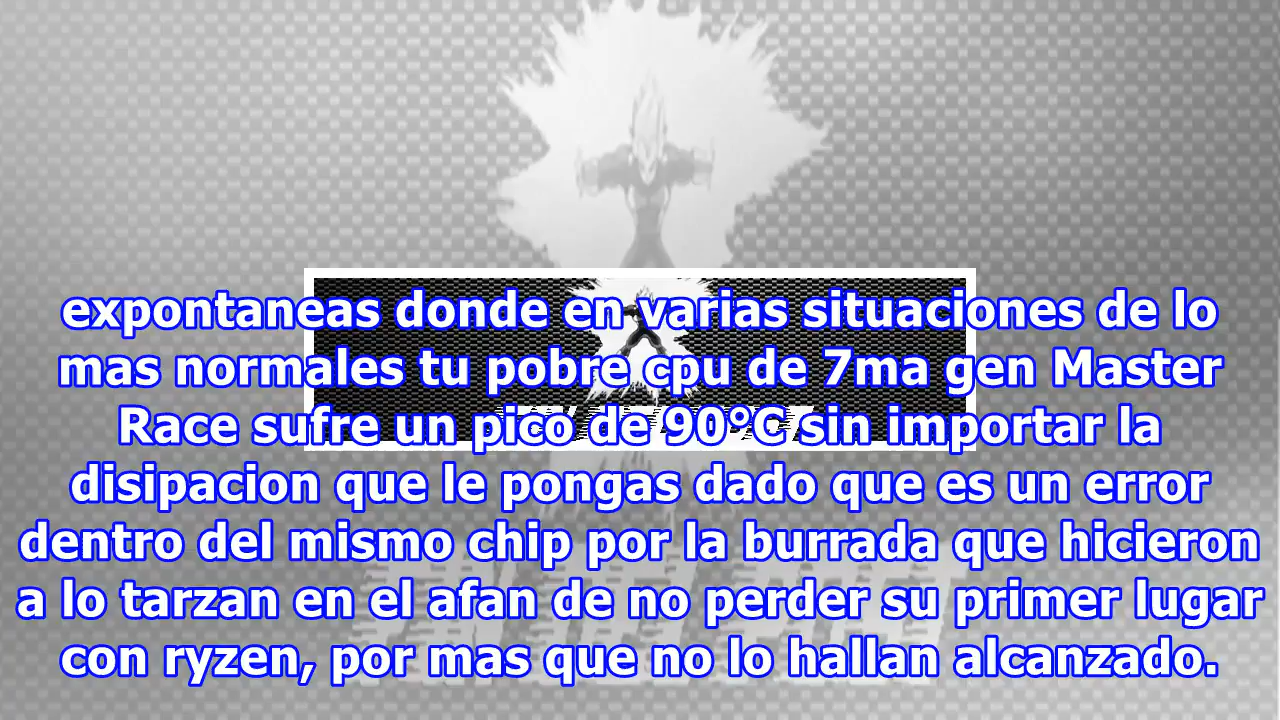 expontaneas donde en varias situaciones de lo
mas normales tu pobre cpu de 7ma gen Master
Race sufre un pico de 90°C sin importar la
disipacion que le pongas dado que es un error
dentro del mismo chip por la burrada que hicieron
a lo tarzan en el afan de no perder su primer lugar
con ryzen, por mas que no lo hallan alcanzado.